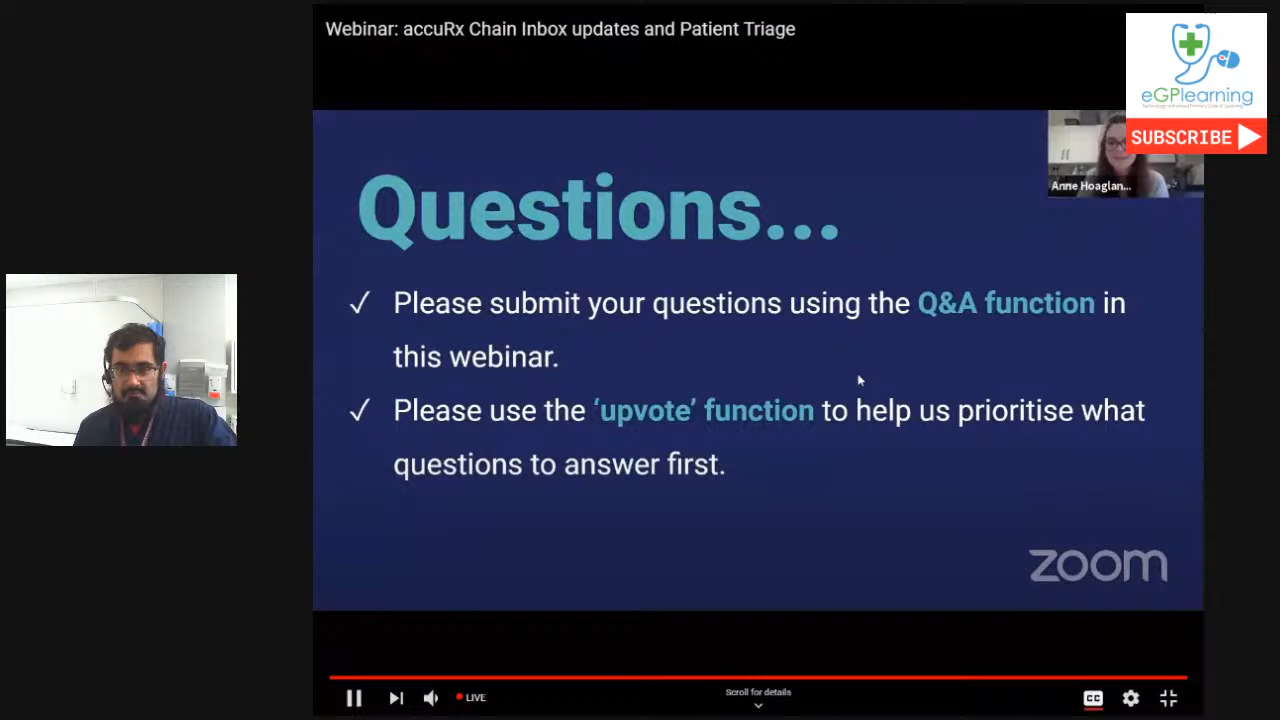 Webinar: accuRx Chain Inbox updates and Patient Triage
eGPlearning
SUBSCRIBE
Anne Hoaglan...
Questions...
✓ Please submit your questions using the Q&A function in
this webinar.
✓ Please use the ‘upvote’ function to help us prioritise what
questions to answer first.
zoom
LIVE
Scroll for details
CC